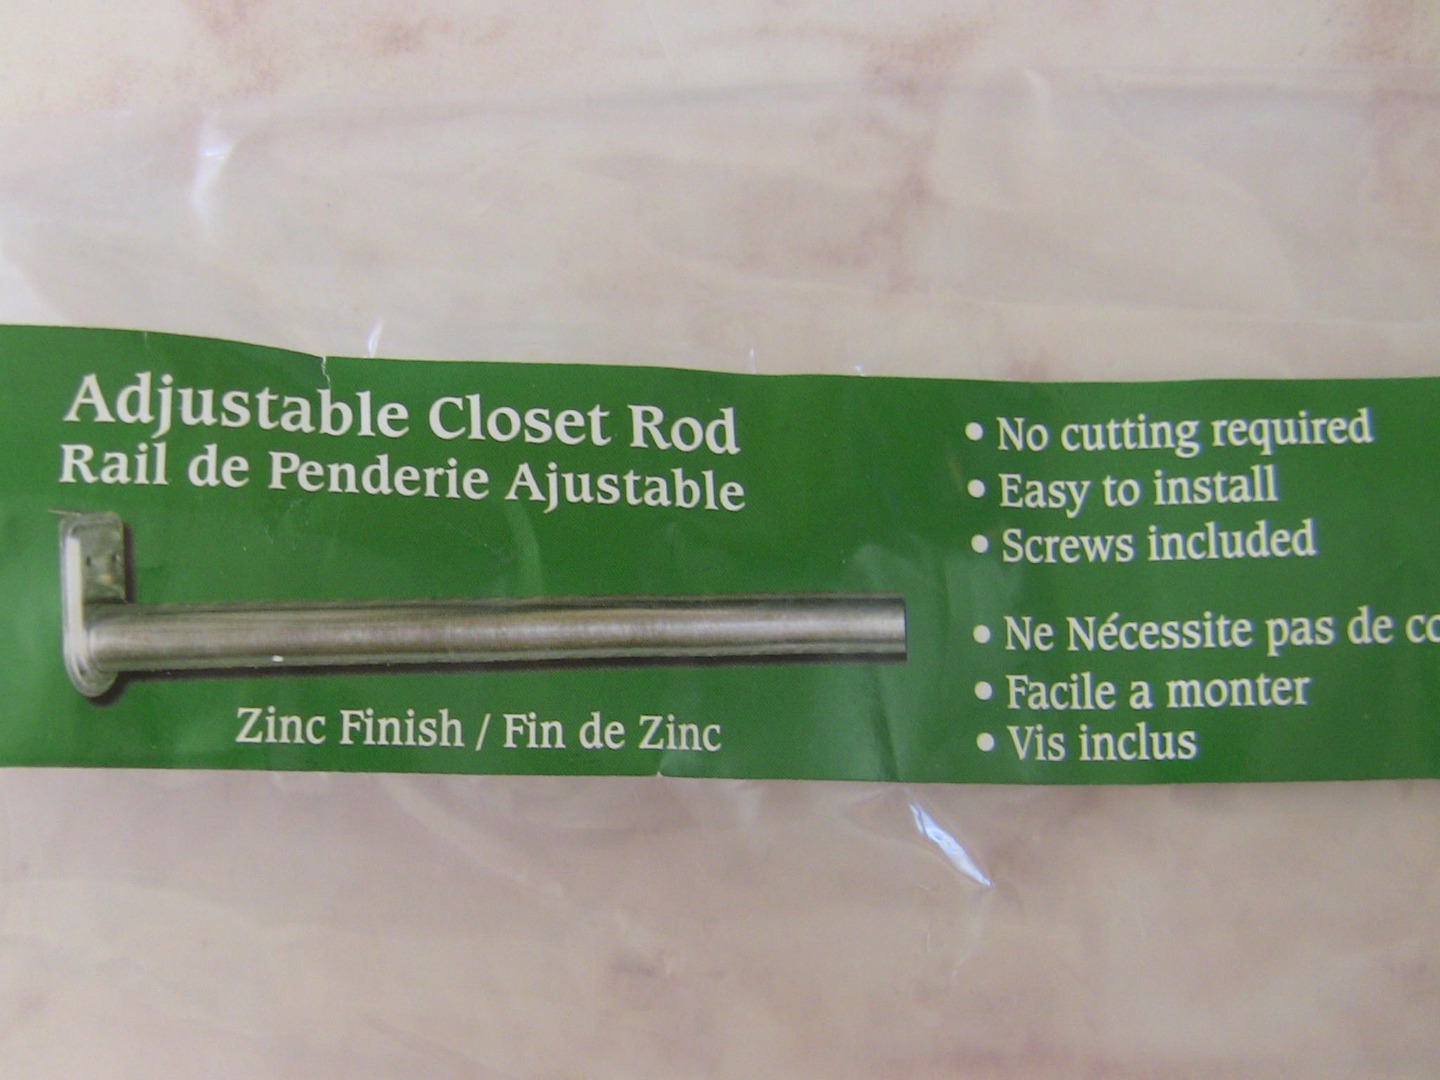 Adjustable Closet Rod
Rail de Penderie Ajustable
Zinc Finish / Fin de Zinc
• No cutting required
• Easy to install
• Screws included
• Ne Nécessite pas de
• Facile a monter
• Vis inclus